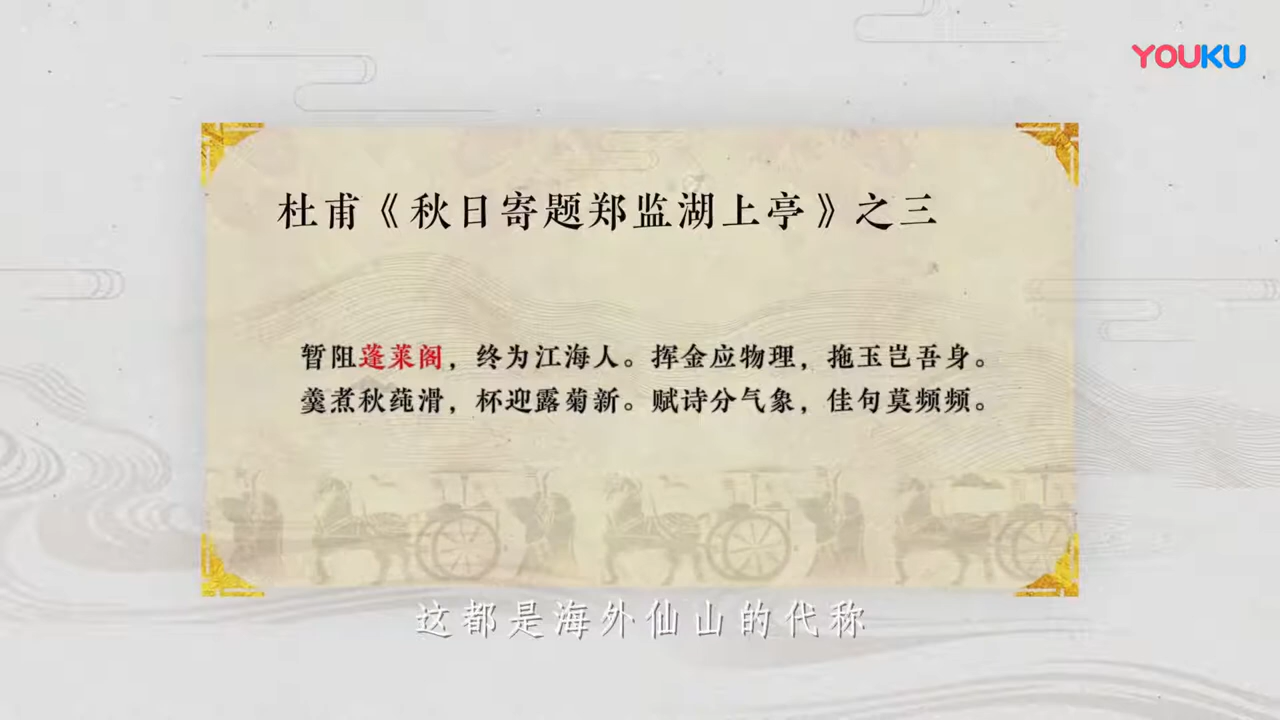 YOUKU
杜甫《秋日寄题郑监湖上亭》之三
暂阻蓬莱阁，终为江海人。挥金应物理，拖玉岂吾身。
羹煮秋莼滑，杯迎露菊新。赋诗分气象，佳句莫频频。
这都是海外仙山的代称